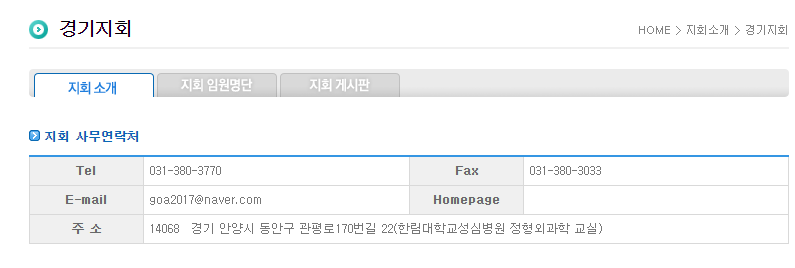 경기지회
HOME > 지회소개 > 경기지회
지회 소개 지회 임원명단 지회 게시판
지회 사무연락처
Tel 031-380-3770 Fax 031-380-3033
E-mail goa2017@naver.com Homepage
주 소 14068 경기 안양시 동안구 관평로170번길 22(한림대학교성심병원 정형외과학 교실)